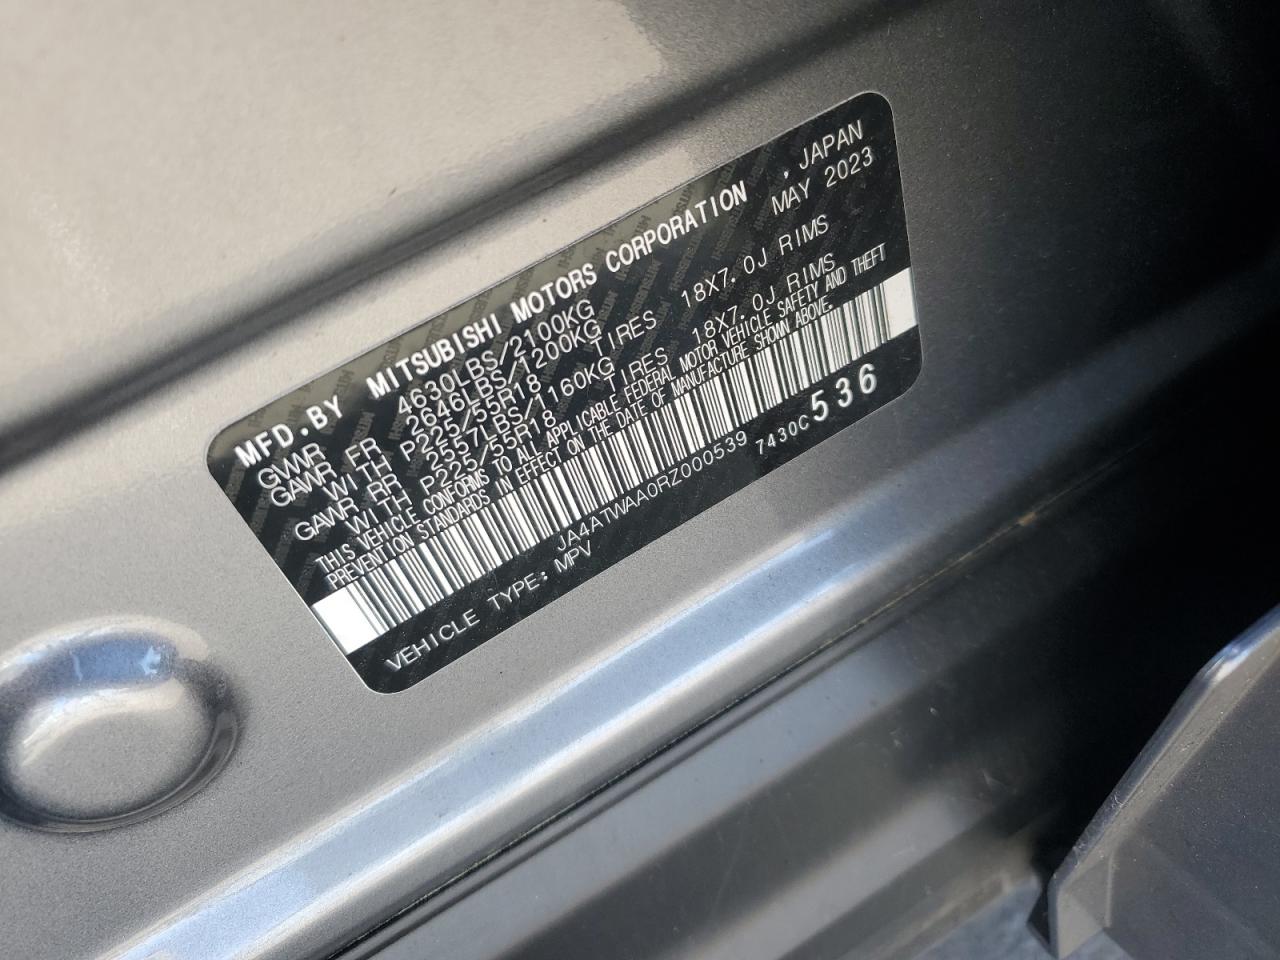 MFD.BY MITSUBISHI MOTORS CORPORATION , JAPAN
GVWR 4630LBS/2100KG MAY 2023
GAWR FR 2646LBS/1200KG
WITH P225/55R18 TIRES 18X7.0J RIMS
GAWR RR 2557LBS/1160KG
WITH P225/55R18 TIRES 18X7.0J RIMS
THIS VEHICLE CONFORMS TO ALL APPLICABLE FEDERAL MOTOR VEHICLE SAFETY AND THEFT
PREVENTION STANDARDS IN EFFECT ON THE DATE OF MANUFACTURE SHOWN ABOVE.
JA4ATWAA0RZ000539 7430C 536
VEHICLE TYPE: MPV